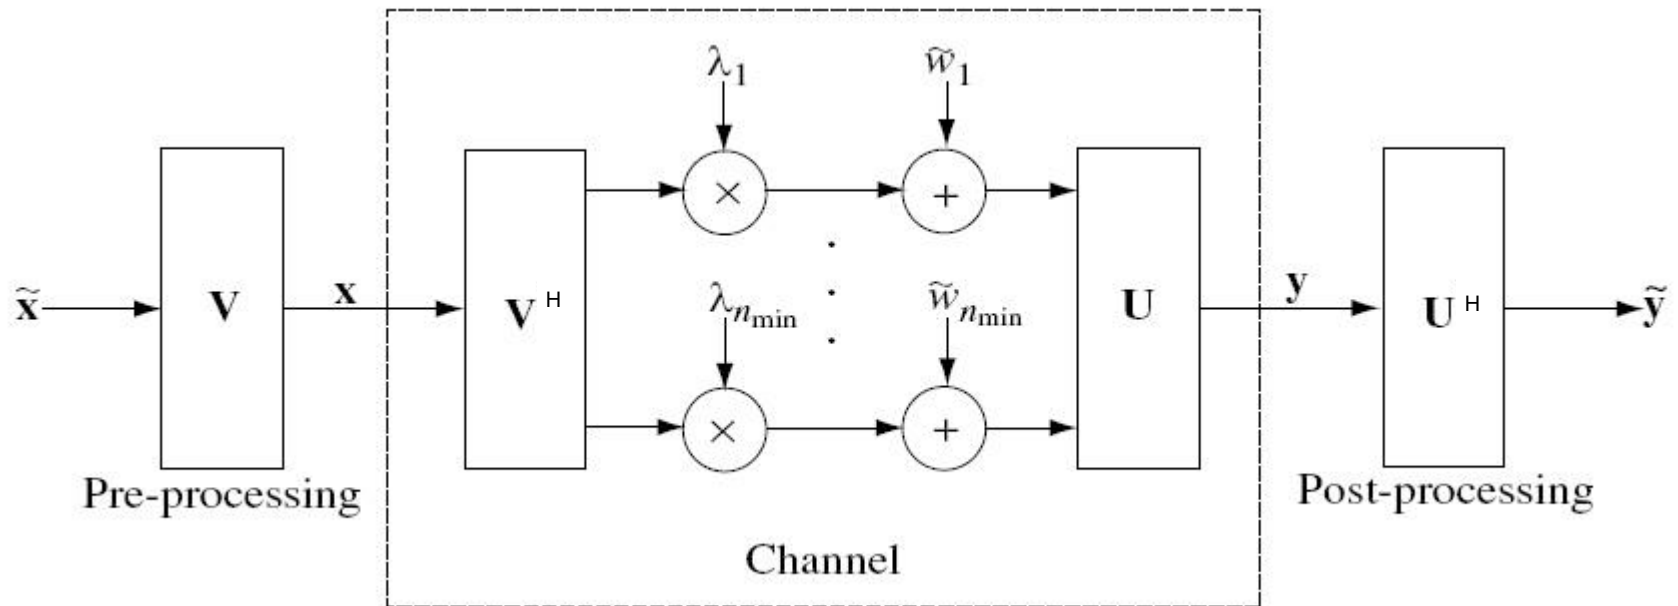 λ₁ w̃₁
x̃ V x V ᴴ × + U y U ᴴ ỹ
λₙₘᵢₙ w̃ₙₘᵢₙ
× +
Pre-processing Post-processing
Channel